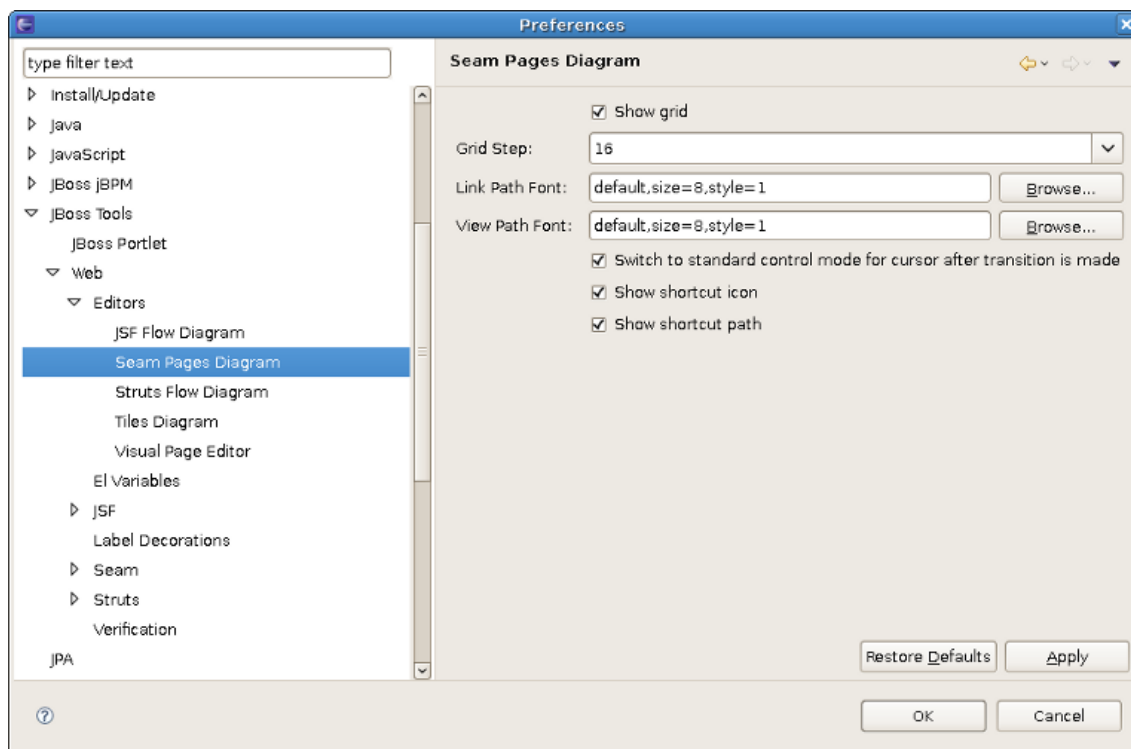 Preferences
type filter text
Install/Update
Java
JavaScript
JBoss jBPM
JBoss Tools
JBoss Portlet
Web
Editors
JSF Flow Diagram
Seam Pages Diagram
Struts Flow Diagram
Tiles Diagram
Visual Page Editor
El Variables
JSF
Label Decorations
Seam
Struts
Verification
JPA
Seam Pages Diagram
Show grid
Grid Step: 16
Link Path Font: default,size=8,style=1 Browse...
View Path Font: default,size=8,style=1 Browse...
Switch to standard control mode for cursor after transition is made
Show shortcut icon
Show shortcut path
Restore Defaults Apply
OK Cancel